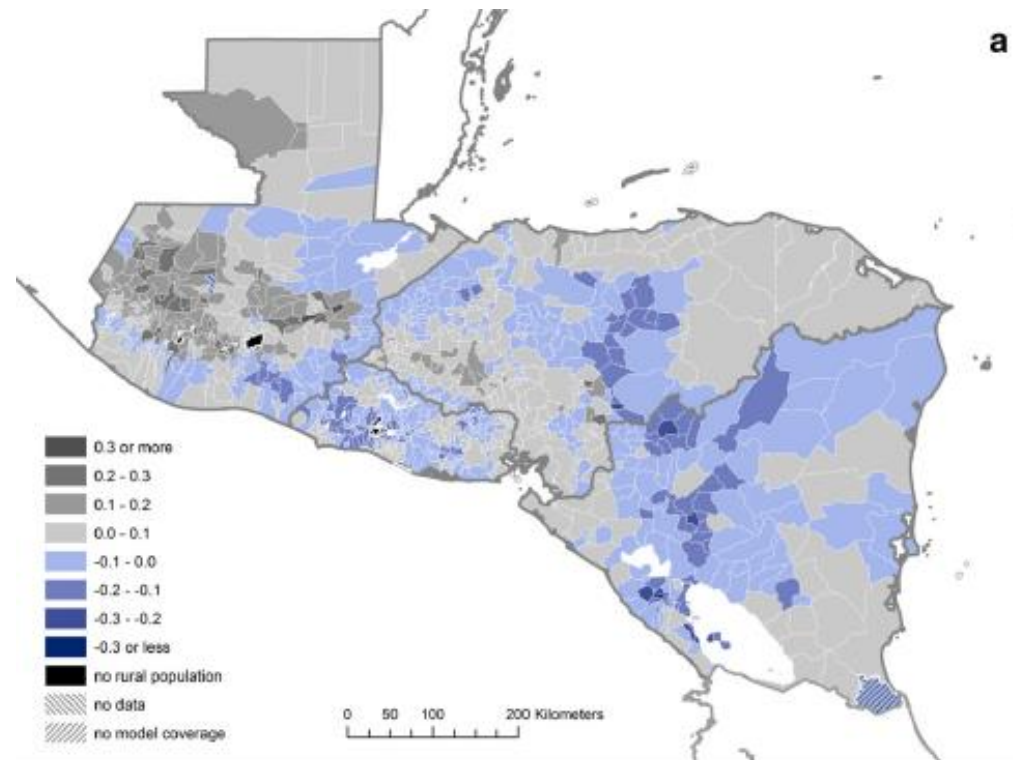 a
0.3 or more
0.2 - 0.3
0.1 - 0.2
0.0 - 0.1
-0.1 - 0.0
-0.2 - -0.1
-0.3 - -0.2
-0.3 or less
no rural population
no data
no model coverage
0 50 100 200 Kilometers